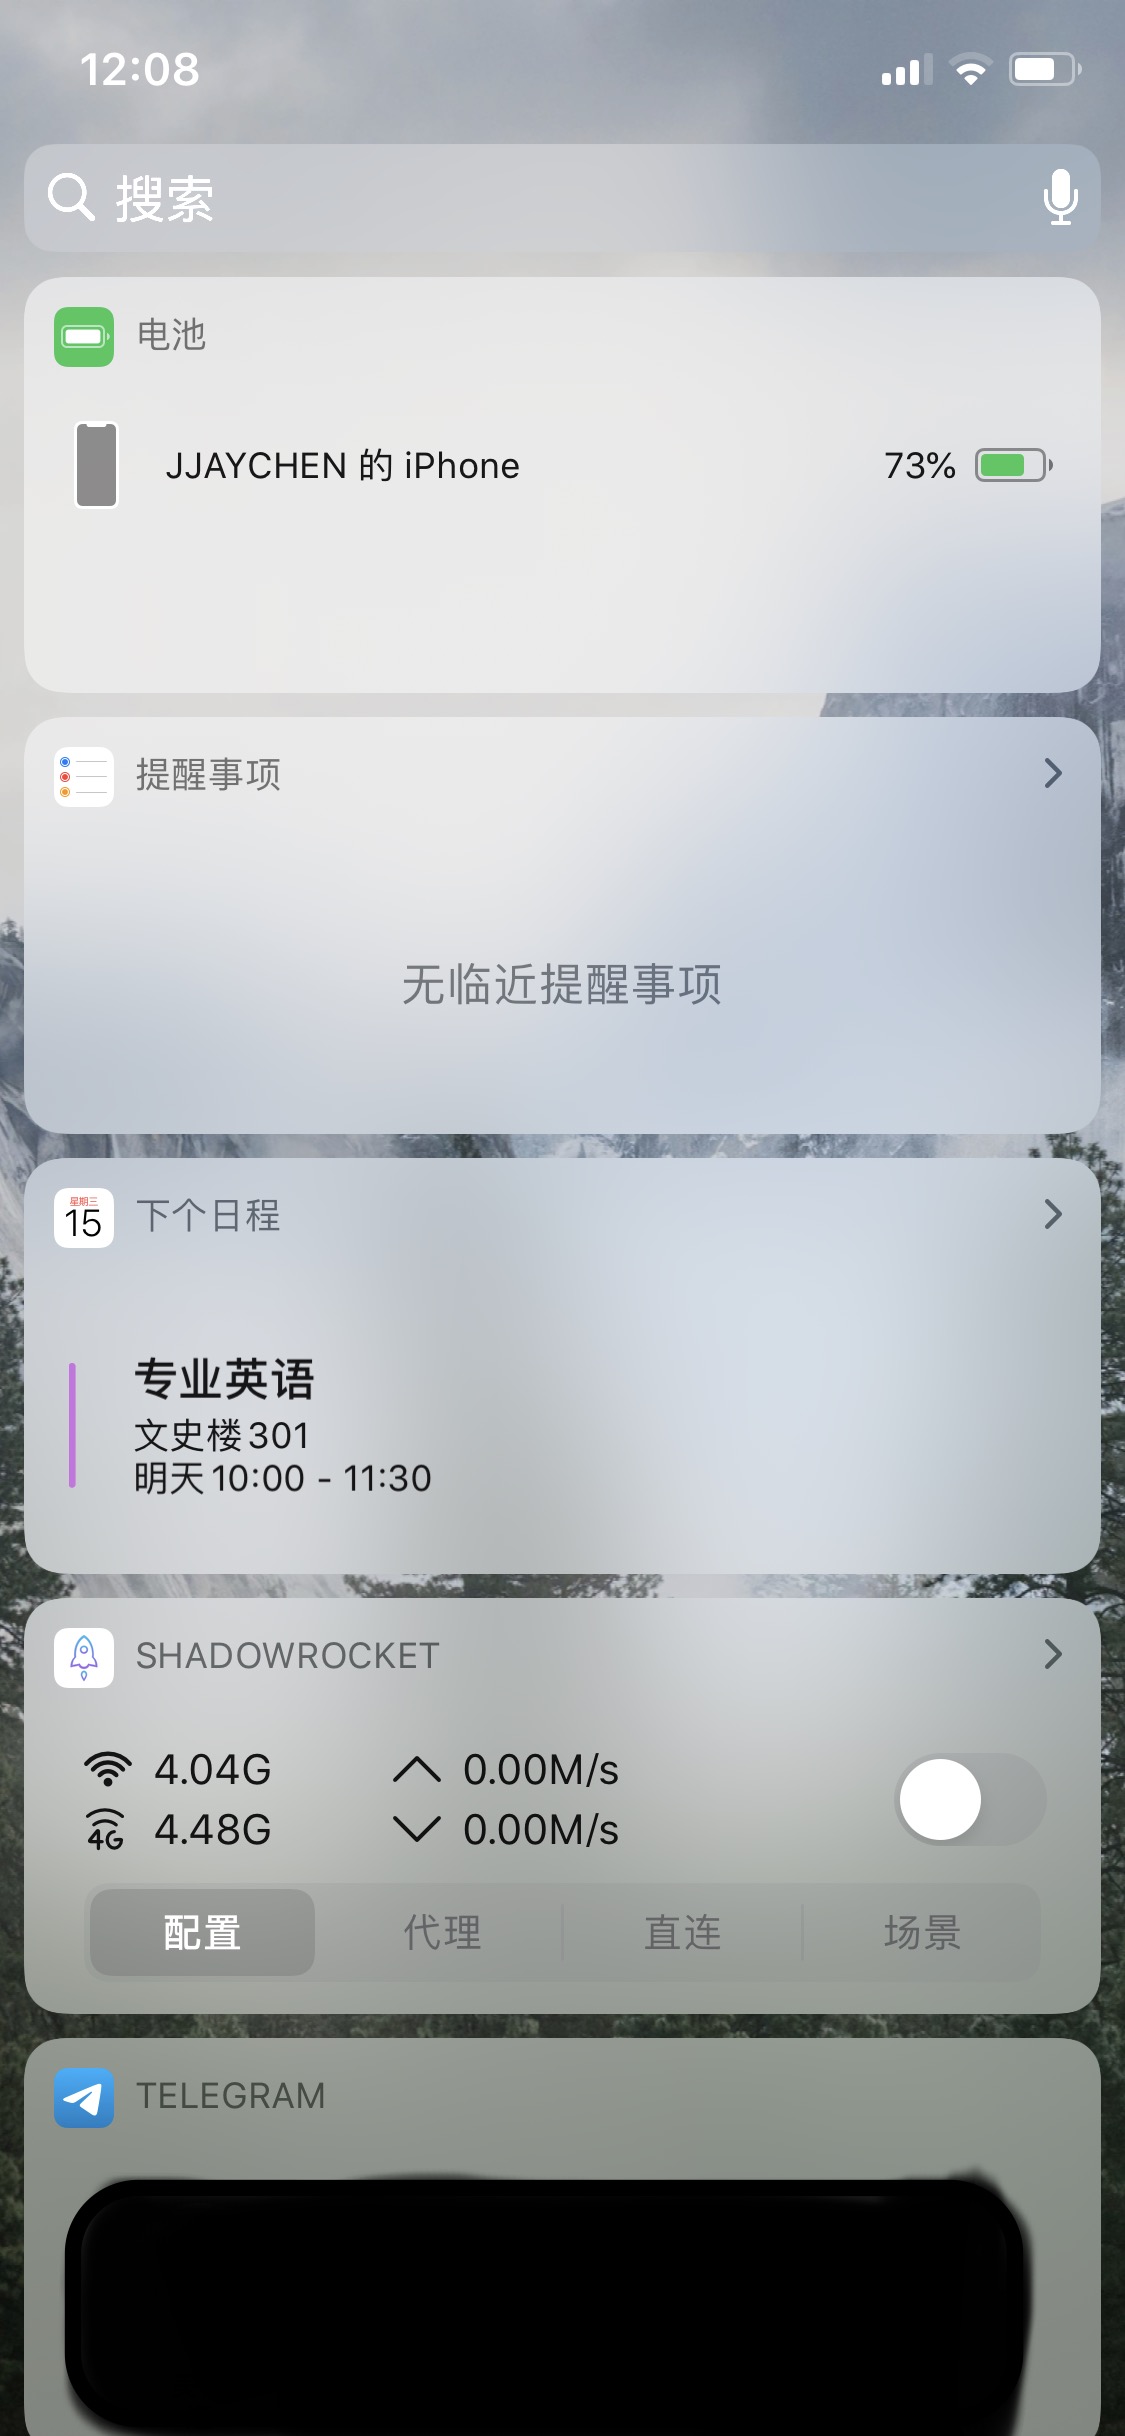 12:08
搜索
电池
JJAYCHEN 的 iPhone 73%
提醒事项
无临近提醒事项
星期三
15
下个日程
专业英语
文史楼301
明天10:00 - 11:30
SHADOWROCKET
4.04G 0.00M/s
4G 4.48G 0.00M/s
配置 代理 直连 场景
TELEGRAM